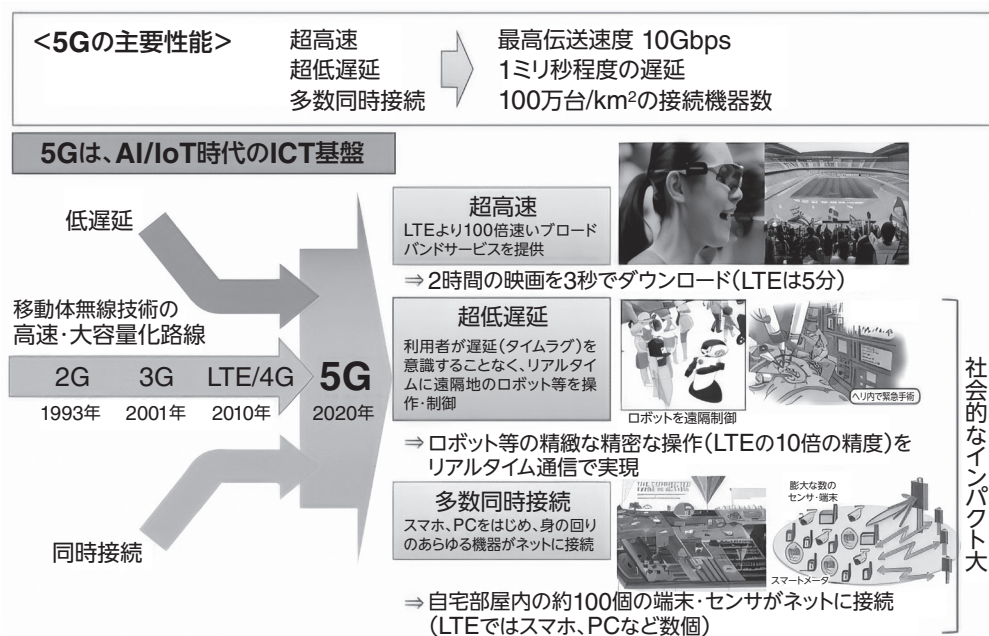 <5Gの主要性能>
超高速
最高伝送速度 10Gbps
超低遅延
1ミリ秒程度の遅延
多数同時接続
100万台/km²の接続機器数
5Gは、AI/IoT時代のICT基盤
低遅延
移動体無線技術の
高速·大容量化路線
2G
3G
LTE/4G
5G
1993年
2001年
2010年
2020年
同時接続
超高速
LTEより100倍速いブロード
バンドサービスを提供
⇒2時間の映画を3秒でダウンロード(LTEは5分)
超低遅延
利用者が遅延(タイムラグ)を
意識することなく、リアルタイ
ムに遠隔地のロボット等を操
作·制御
ロボットを遠隔制御
ヘリ内で緊急手術
⇒ロボット等の精緻な精密な操作(LTEの10倍の精度)を
リアルタイム通信で実現
多数同時接続
スマホ、PCをはじめ、身の回り
のあらゆる機器がネットに接続
膨大な数の
センサ·端末
スマートメータ
⇒自宅部屋内の約100個の端末·センサがネットに接続
(LTEではスマホ、PCなど数個)
社会的なインパクト大